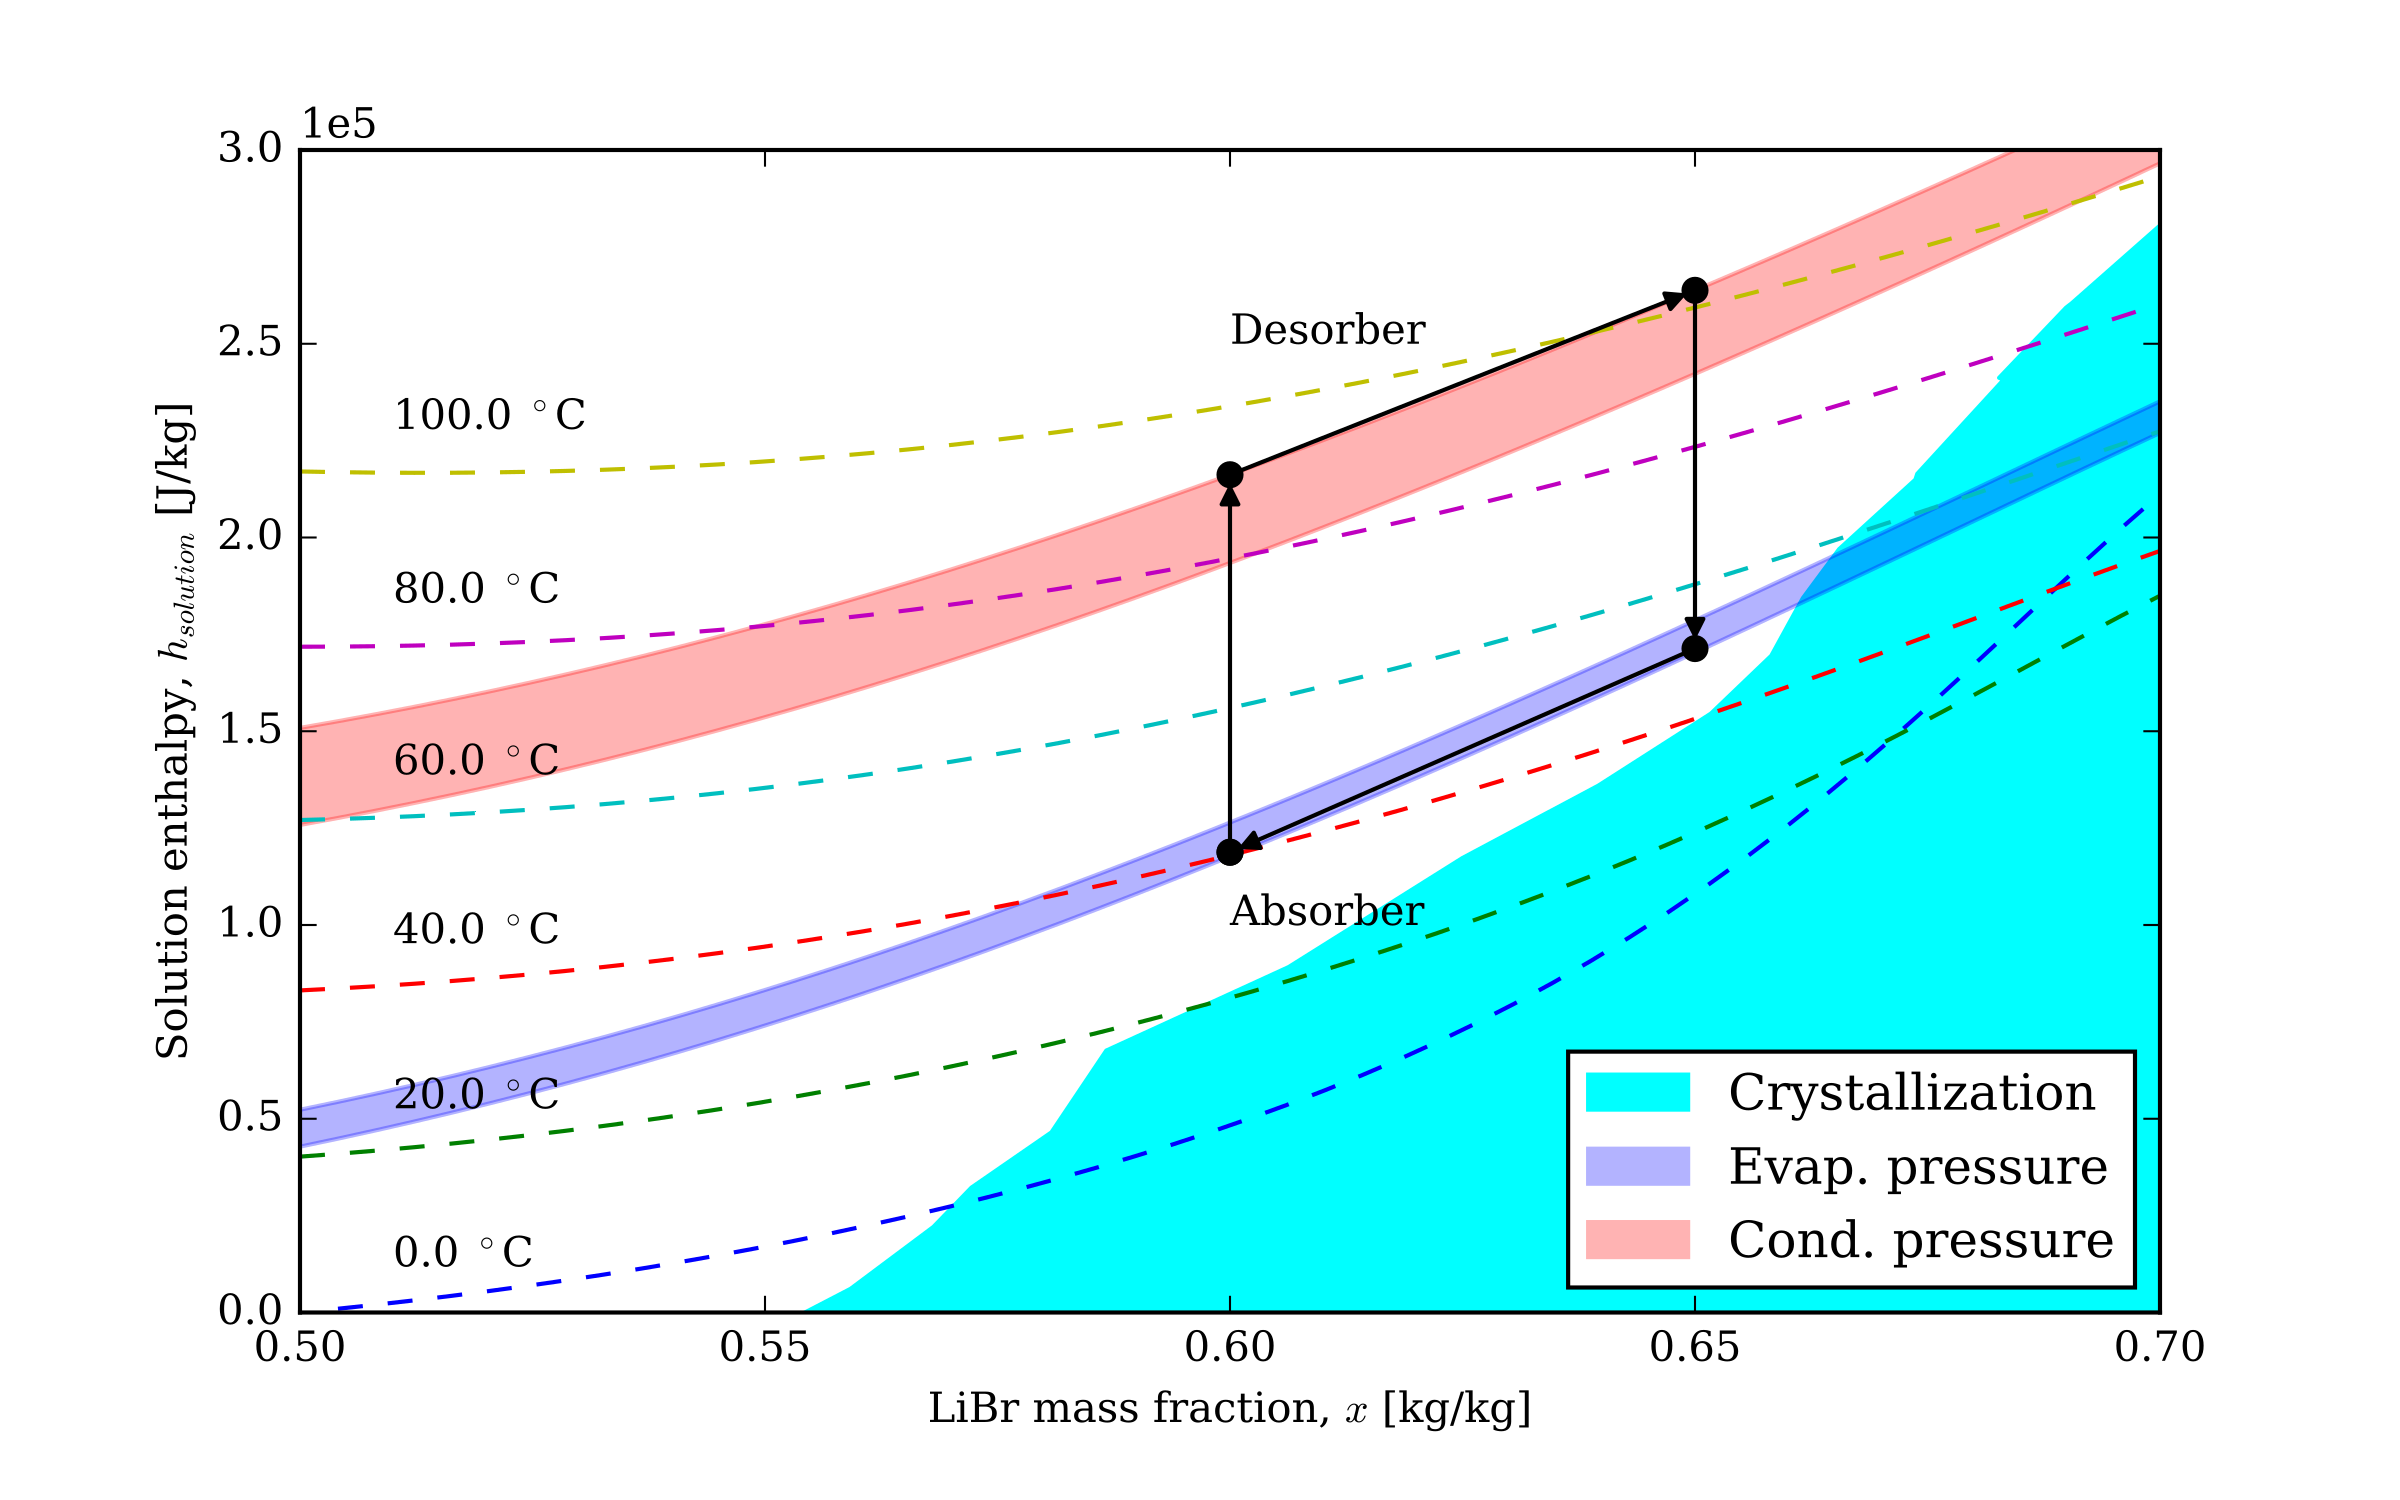 1e5
3.0
2.5
2.0
1.5
1.0
0.5
0.0
Solution enthalpy, h_solution [J/kg]
Desorber
100.0 °C
80.0 °C
60.0 °C
40.0 °C
Absorber
20.0 °C
0.0 °C
Crystallization
Evap. pressure
Cond. pressure
0.50 0.55 0.60 0.65 0.70
LiBr mass fraction, x [kg/kg]